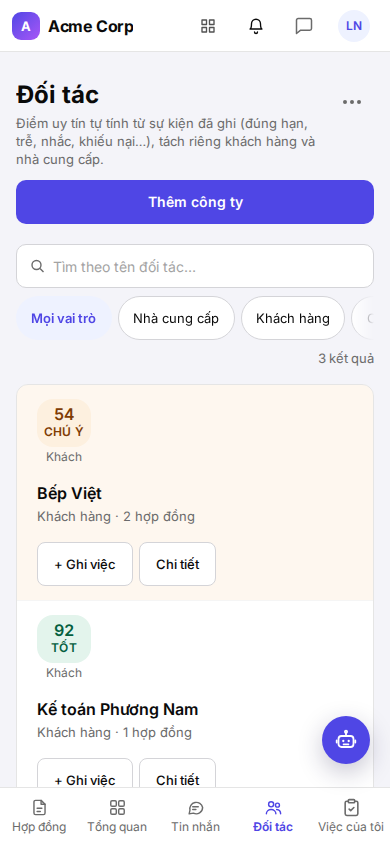 A Acme Corp LN
Đối tác
Điểm uy tín tự tính từ sự kiện đã ghi (đúng hạn,
trễ, nhắc, khiếu nại...), tách riêng khách hàng và
nhà cung cấp.
Thêm công ty
Tìm theo tên đối tác...
Mọi vai trò Nhà cung cấp Khách hàng
3 kết quả
54
CHÚ Ý
Khách
Bếp Việt
Khách hàng · 2 hợp đồng
+ Ghi việc Chi tiết
92
TỐT
Khách
Kế toán Phương Nam
Khách hàng · 1 hợp đồng
+ Ghi việc Chi tiết
Hợp đồng Tổng quan Tin nhắn Đối tác Việc của tôi